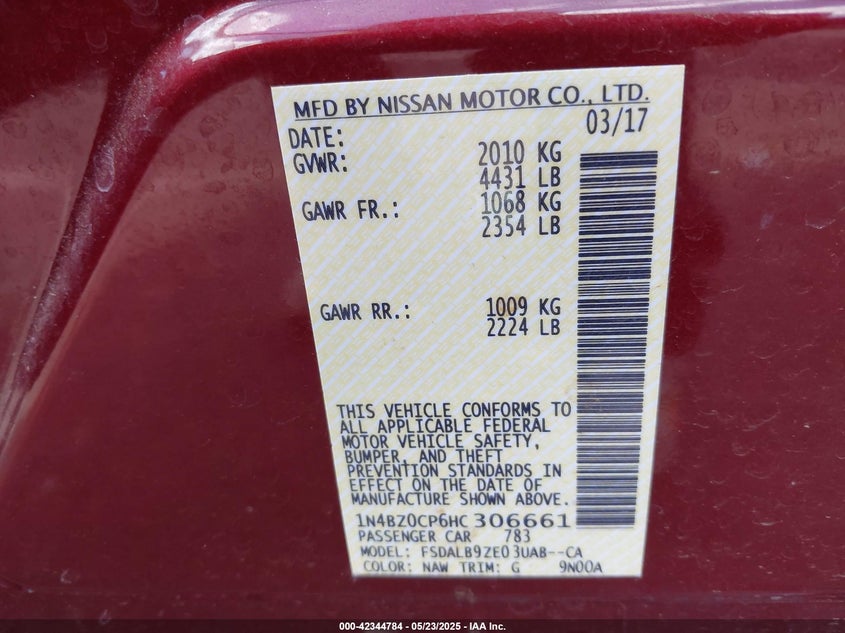 MFD BY NISSAN MOTOR CO., LTD.
DATE: 03/17
GVWR: 2010 KG
4431 LB
GAWR FR.: 1068 KG
2354 LB
GAWR RR.: 1009 KG
2224 LB
THIS VEHICLE CONFORMS TO
ALL APPLICABLE FEDERAL
MOTOR VEHICLE SAFETY,
BUMPER, AND THEFT
PREVENTION STANDARDS IN
EFFECT ON THE DATE OF
MANUFACTURE SHOWN ABOVE.
1N4BZ0CP6HC 306661
PASSENGER CAR 783
MODEL: FSDALB9ZE03UAB--CA
COLOR: NAW TRIM: G 9N00A
000-42344784 - 05/23/2025 - IAA Inc.